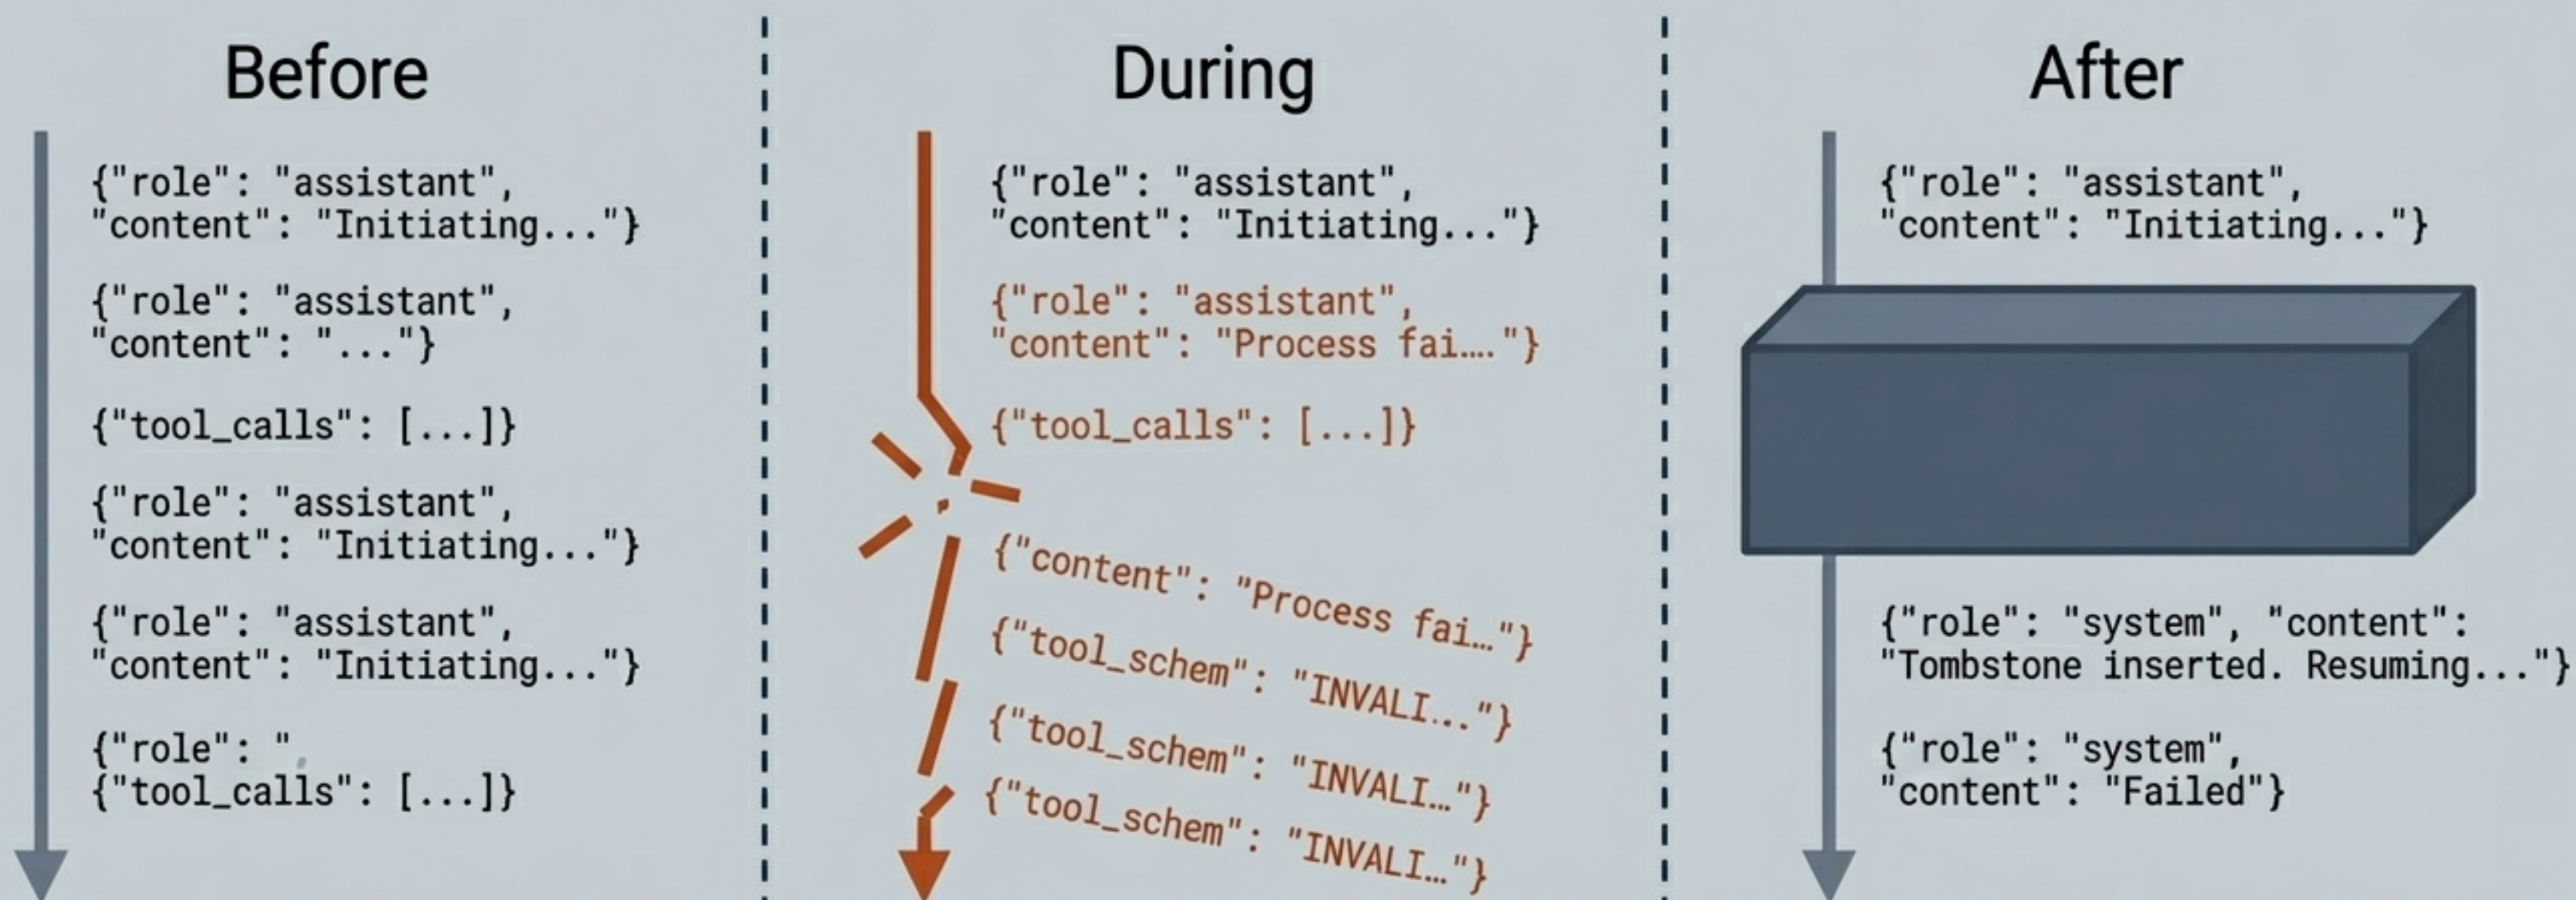 Before
{"role": "assistant",
"content": "Initiating..."}
{"role": "assistant",
"content": "..."}
{"tool_calls": [...]}
{"role": "assistant",
"content": "Initiating..."}
{"role": "assistant",
"content": "Initiating..."}
{"role": "
{"tool_calls": [...]}
During
{"role": "assistant",
"content": "Initiating..."}
{"role": "assistant",
"content": "Process fai...."}
{"tool_calls": [...]}
{"content": "Process fai..."}
{"tool_schem": "INVALI..."}
{"tool_schem": "INVALI..."}
{"tool_schem": "INVALI..."}
After
{"role": "assistant",
"content": "Initiating..."}
{"role": "system", "content":
"Tombstone inserted. Resuming..."}
{"role": "system",
"content": "Failed"}